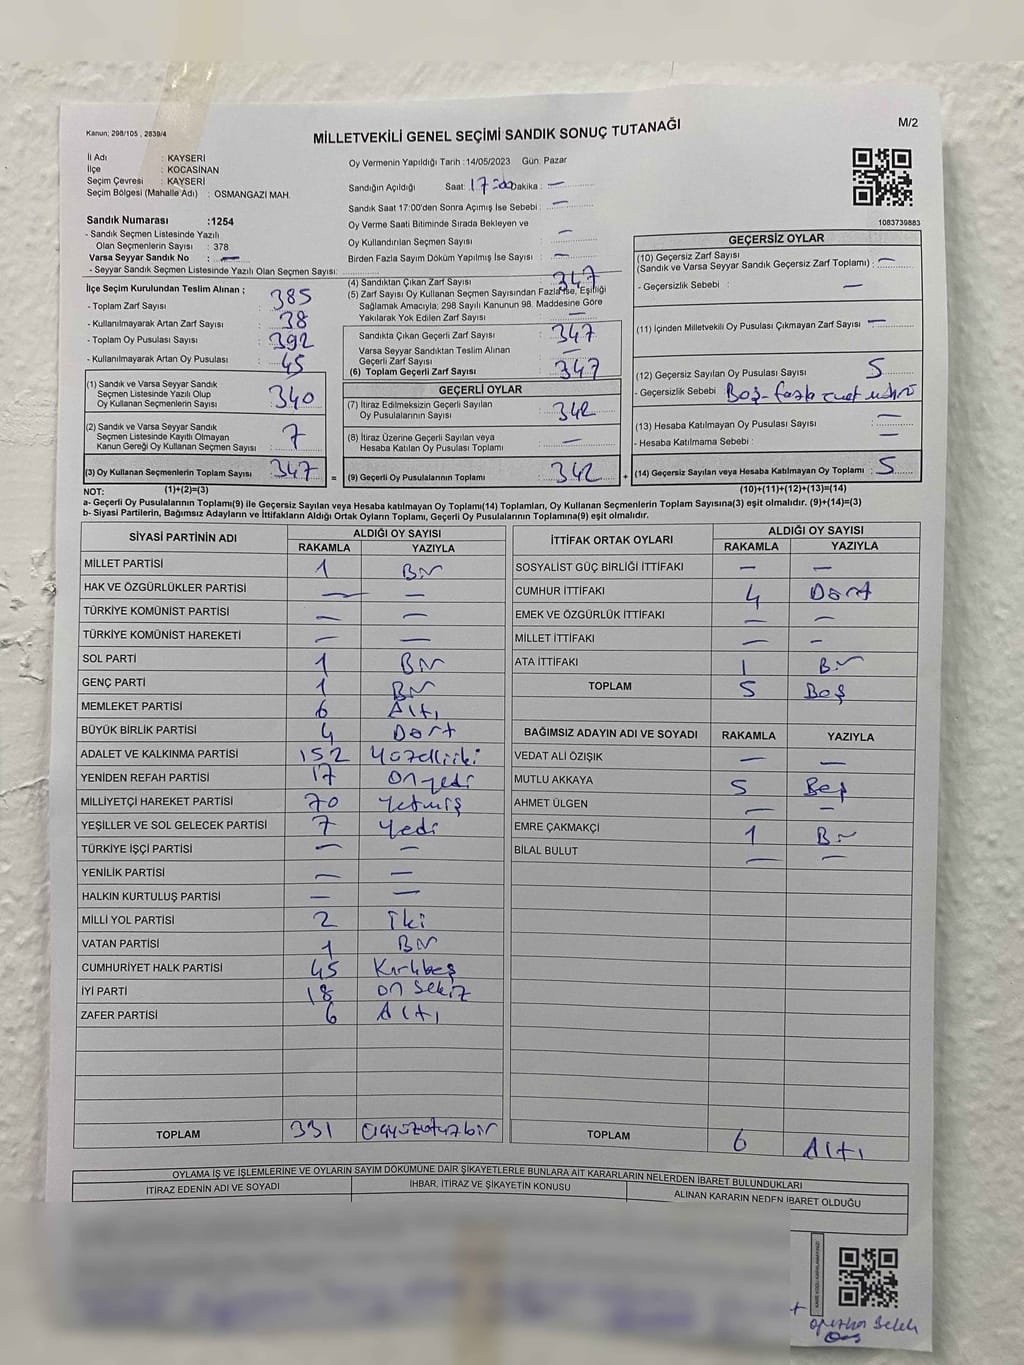 Kanun; 298/105 , 2839/4
MİLLETVEKİLİ GENEL SEÇİMİ SANDIK SONUÇ TUTANAĞI
M/2
İl Adı : KAYSERİ
İlçe : KOCASİNAN
Seçim Çevresi : KAYSERİ
Seçim Bölgesi (Mahalle Adı) : OSMANGAZİ MAH.
Sandık Numarası :1254
- Sandık Seçmen Listesinde Yazılı
Olan Seçmenlerin Sayısı : 378
Varsa Seyyar Sandık No : —
- Seyyar Sandık Seçmen Listesinde Yazılı Olan Seçmen Sayısı:
Oy Vermenin Yapıldığı Tarih : 14/05/2023 Gün: Pazar
Sandığın Açıldığı Saat: 17:00 Dakika : —
Sandık Saat 17:00'den Sonra Açımış İse Sebebi : —
Oy Verme Saati Bitiminde Sırada Bekleyen ve
Oy Kullandırılan Seçmen Sayısı : —
Birden Fazla Sayım Döküm Yapılmış İse Sayısı : —
1083739883
İlçe Seçim Kurulundan Teslim Alınan ;
- Toplam Zarf Sayısı : 385
- Kullanılmayarak Artan Zarf Sayısı : 38
- Toplam Oy Pusulası Sayısı : 392
- Kullanılmayarak Artan Oy Pusulası : 45
(1) Sandık ve Varsa Seyyar Sandık
Seçmen Listesinde Yazılı Olup
Oy Kullanan Seçmenlerin Sayısı : 340
(2) Sandık ve Varsa Seyyar Sandık
Seçmen Listesinde Kayıtlı Olmayan
Kanun Gereği Oy Kullanan Seçmen Sayısı : 7
(3) Oy Kullanan Seçmenlerin Toplam Sayısı : 347
(1)+(2)=(3)
(4) Sandıktan Çıkan Zarf Sayısı : 347
(5) Zarf Sayısı Oy Kullanan Seçmen Sayısından Fazla İse, Eşitliği
Sağlamak Amacıyla; 298 Sayılı Kanunun 98. Maddesine Göre
Yakılarak Yok Edilen Zarf Sayısı : —
Sandıkta Çıkan Geçerli Zarf Sayısı : 347
Varsa Seyyar Sandıktan Teslim Alınan
Geçerli Zarf Sayısı : —
(6) Toplam Geçerli Zarf Sayısı : 347
GEÇERLİ OYLAR
(7) İtiraz Edilmeksizin Geçerli Sayılan
Oy Pusulalarının Sayısı : 342
(8) İtiraz Üzerine Geçerli Sayılan veya
Hesaba Katılan Oy Pusulası Toplamı : —
= (9) Geçerli Oy Pusulalarının Toplamı : 342 +
GEÇERSİZ OYLAR
(10) Geçersiz Zarf Sayısı
(Sandık ve Varsa Seyyar Sandık Geçersiz Zarf Toplamı) : —
- Geçersizlik Sebebi : —
(11) İçinden Milletvekili Oy Pusulası Çıkmayan Zarf Sayısı —
(12) Geçersiz Sayılan Oy Pusulası Sayısı : 5
- Geçersizlik Sebebi : Boş - fazla
(13) Hesaba Katılmayan Oy Pusulası Sayısı : —
- Hesaba Katılmama Sebebi : —
(14) Geçersiz Sayılan veya Hesaba Katılmayan Oy Toplamı : 5
(10)+(11)+(12)+(13)=(14)
NOT:
a- Geçerli Oy Pusulalarının Toplamı(9) ile Geçersiz Sayılan veya Hesaba Katılmayan Oy Toplamı(14) Toplamları, Oy Kullanan Seçmenlerin Toplam Sayısına(3) eşit olmalıdır. (9)+(14)=(3)
b- Siyasi Partilerin, Bağımsız Adayların ve İttifakların Aldığı Ortak Oyların Toplamı, Geçerli Oy Pusulalarının Toplamına(9) eşit olmalıdır.
SİYASİ PARTİNİN ADI ALDIĞI OY SAYISI
RAKAMLA YAZIYLA
MİLLET PARTİSİ 1 Bir
HAK VE ÖZGÜRLÜKLER PARTİSİ — —
TÜRKİYE KOMÜNİST PARTİSİ — —
TÜRKİYE KOMÜNİST HAREKETİ — —
SOL PARTİ 1 Bir
GENÇ PARTİ 1 Bir
MEMLEKET PARTİSİ 6 Altı
BÜYÜK BİRLİK PARTİSİ 4 Dört
ADALET VE KALKINMA PARTİSİ 152 Yüzelliiki
YENİDEN REFAH PARTİSİ 17 Onyedi
MİLLİYETÇİ HAREKET PARTİSİ 70 Yetmiş
YEŞİLLER VE SOL GELECEK PARTİSİ 7 Yedi
TÜRKİYE İŞÇİ PARTİSİ — —
YENİLİK PARTİSİ — —
HALKIN KURTULUŞ PARTİSİ — —
MİLLİ YOL PARTİSİ 2 İki
VATAN PARTİSİ 1 Bir
CUMHURİYET HALK PARTİSİ 45 Kırkbeş
İYİ PARTİ 18 on sekiz
ZAFER PARTİSİ 6 Altı
TOPLAM 331 Üçyüzotuzbir
İTTİFAK ORTAK OYLARI ALDIĞI OY SAYISI
RAKAMLA YAZIYLA
SOSYALİST GÜÇ BİRLİĞİ İTTİFAKI — —
CUMHUR İTTİFAKI 4 Dört
EMEK VE ÖZGÜRLÜK İTTİFAKI — —
MİLLET İTTİFAKI — —
ATA İTTİFAKI 1 Bir
TOPLAM 5 Beş
BAĞIMSIZ ADAYIN ADI VE SOYADI RAKAMLA YAZIYLA
VEDAT ALİ ÖZIŞIK — —
MUTLU AKKAYA 5 Beş
AHMET ÜLGEN — —
EMRE ÇAKMAKÇİ 1 Bir
BİLAL BULUT — —
TOPLAM 6 Altı
OYLAMA İŞ VE İŞLEMLERİNE VE OYLARIN SAYIM DÖKÜMÜNE DAİR ŞİKAYETLERLE BUNLARA AİT KARARLARIN NELERDEN İBARET BULUNDUKLARI
İTİRAZ EDENİN ADI VE SOYADI
İHBAR, İTİRAZ VE ŞİKAYETİN KONUSU
ALINAN KARARIN NEDEN İBARET OLDUĞU